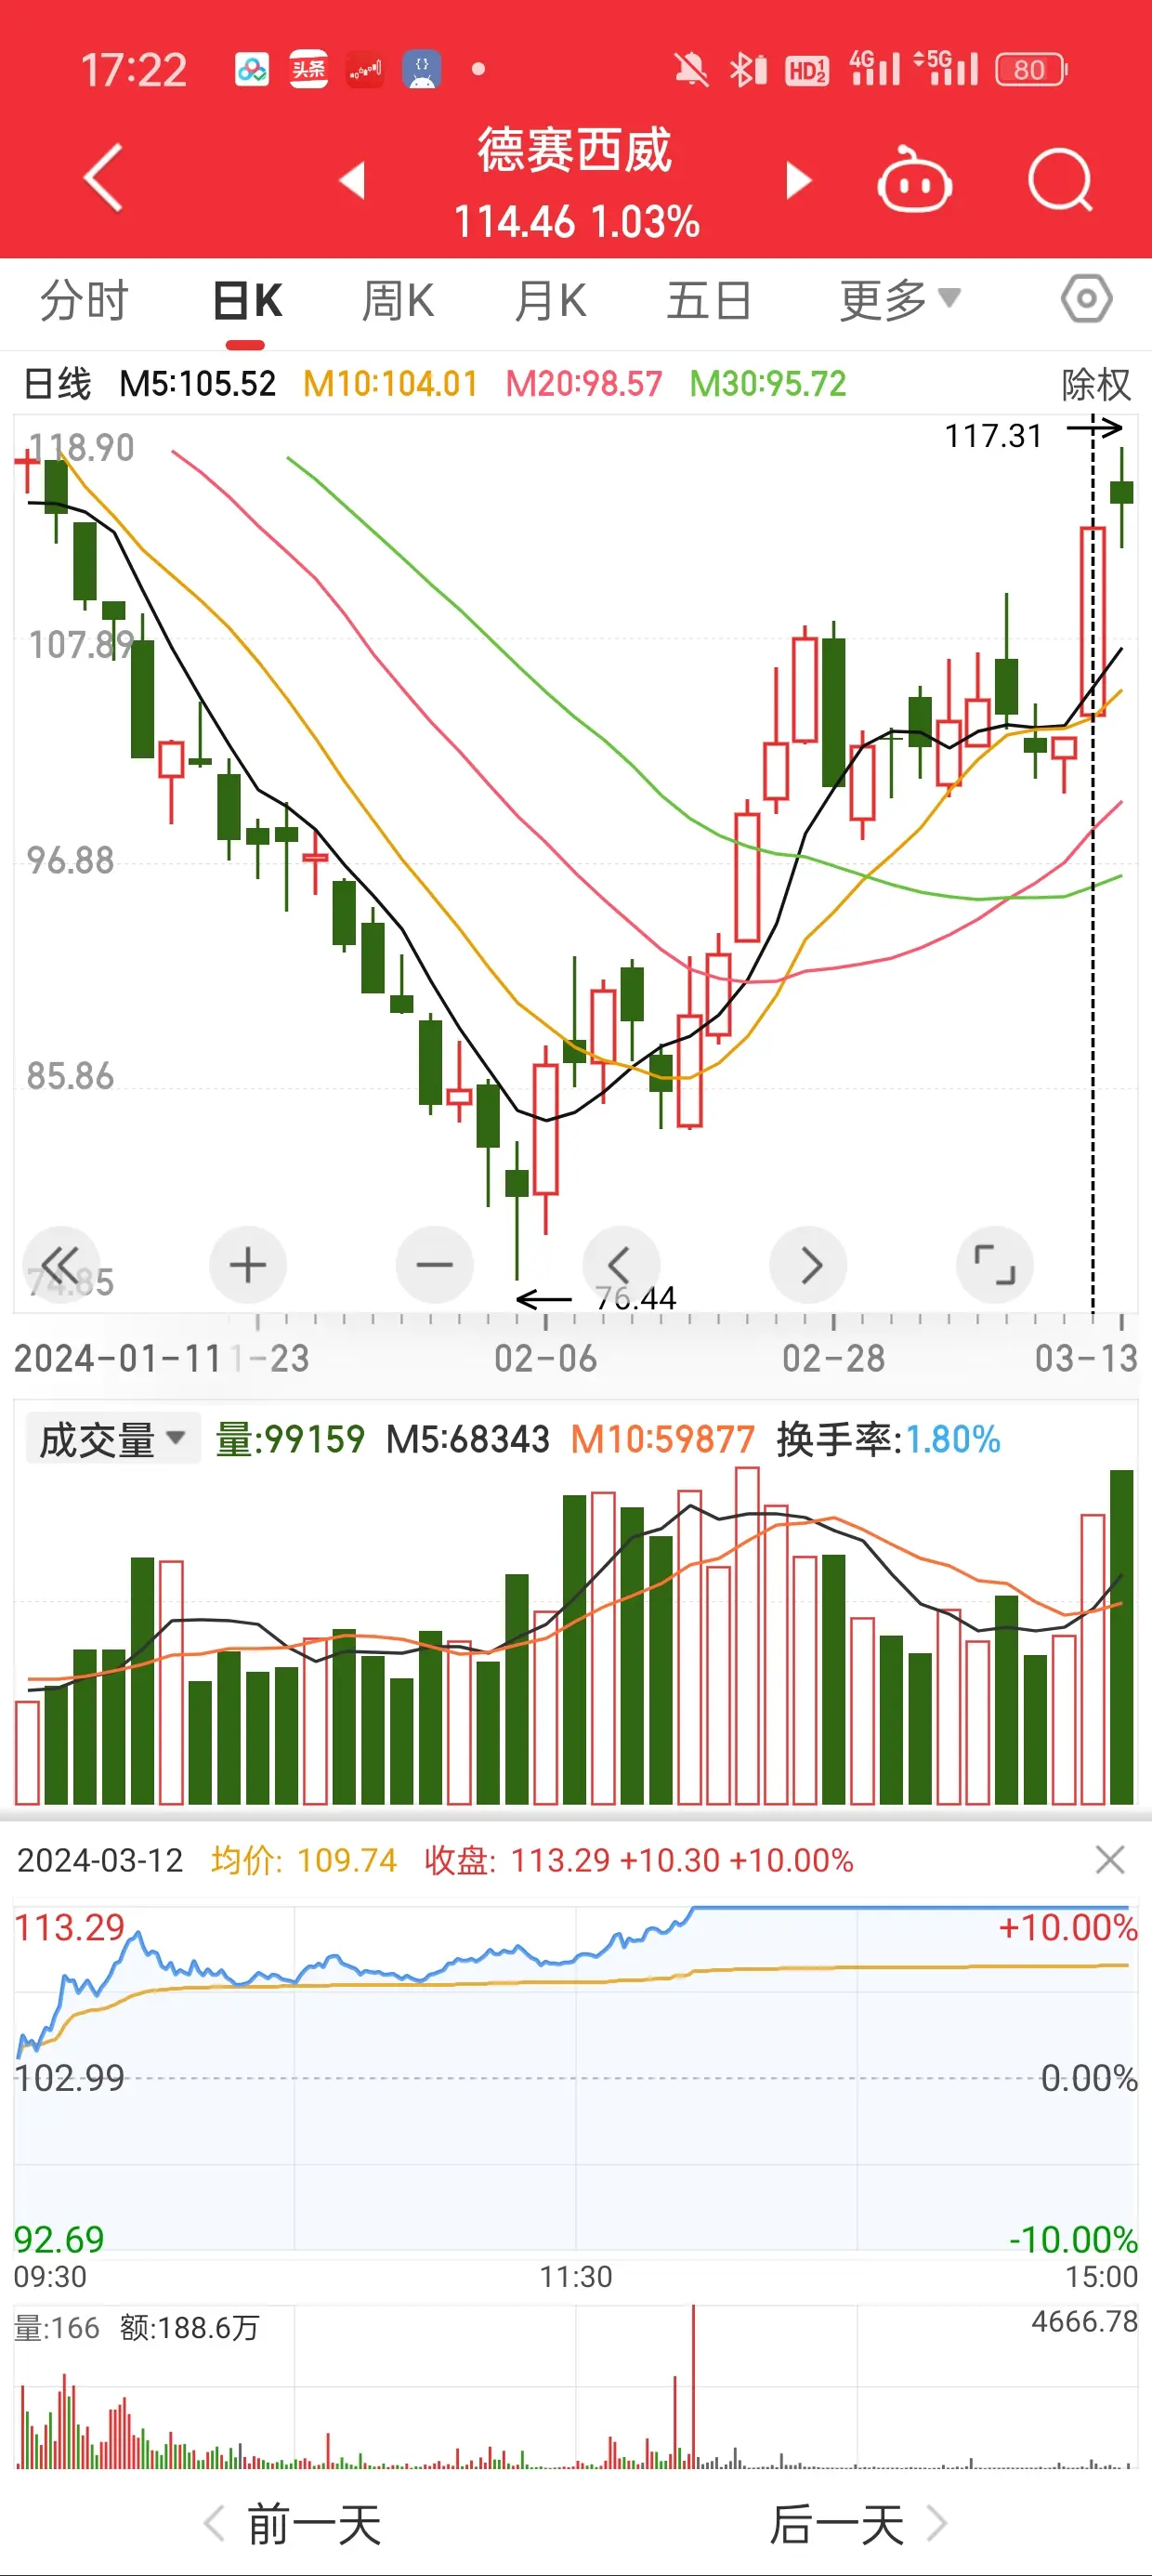 17:22 头条 HD 1 2 4G 5G 80
德赛西威
114.46 1.03%
分时 日K 周K 月K 五日 更多
日线 M5:105.52 M10:104.01 M20:98.57 M30:95.72 除权
118.90
117.31
107.89
96.88
85.86
74.85
76.44
2024-01-11 1-23 02-06 02-28 03-13
成交量 量:99159 M5:68343 M10:59877 换手率:1.80%
2024-03-12 均价: 109.74 收盘: 113.29 +10.30 +10.00%
113.29 +10.00%
102.99 0.00%
92.69 -10.00%
09:30 11:30 15:00
量:166 额:188.6万 4666.78
前一天 后一天